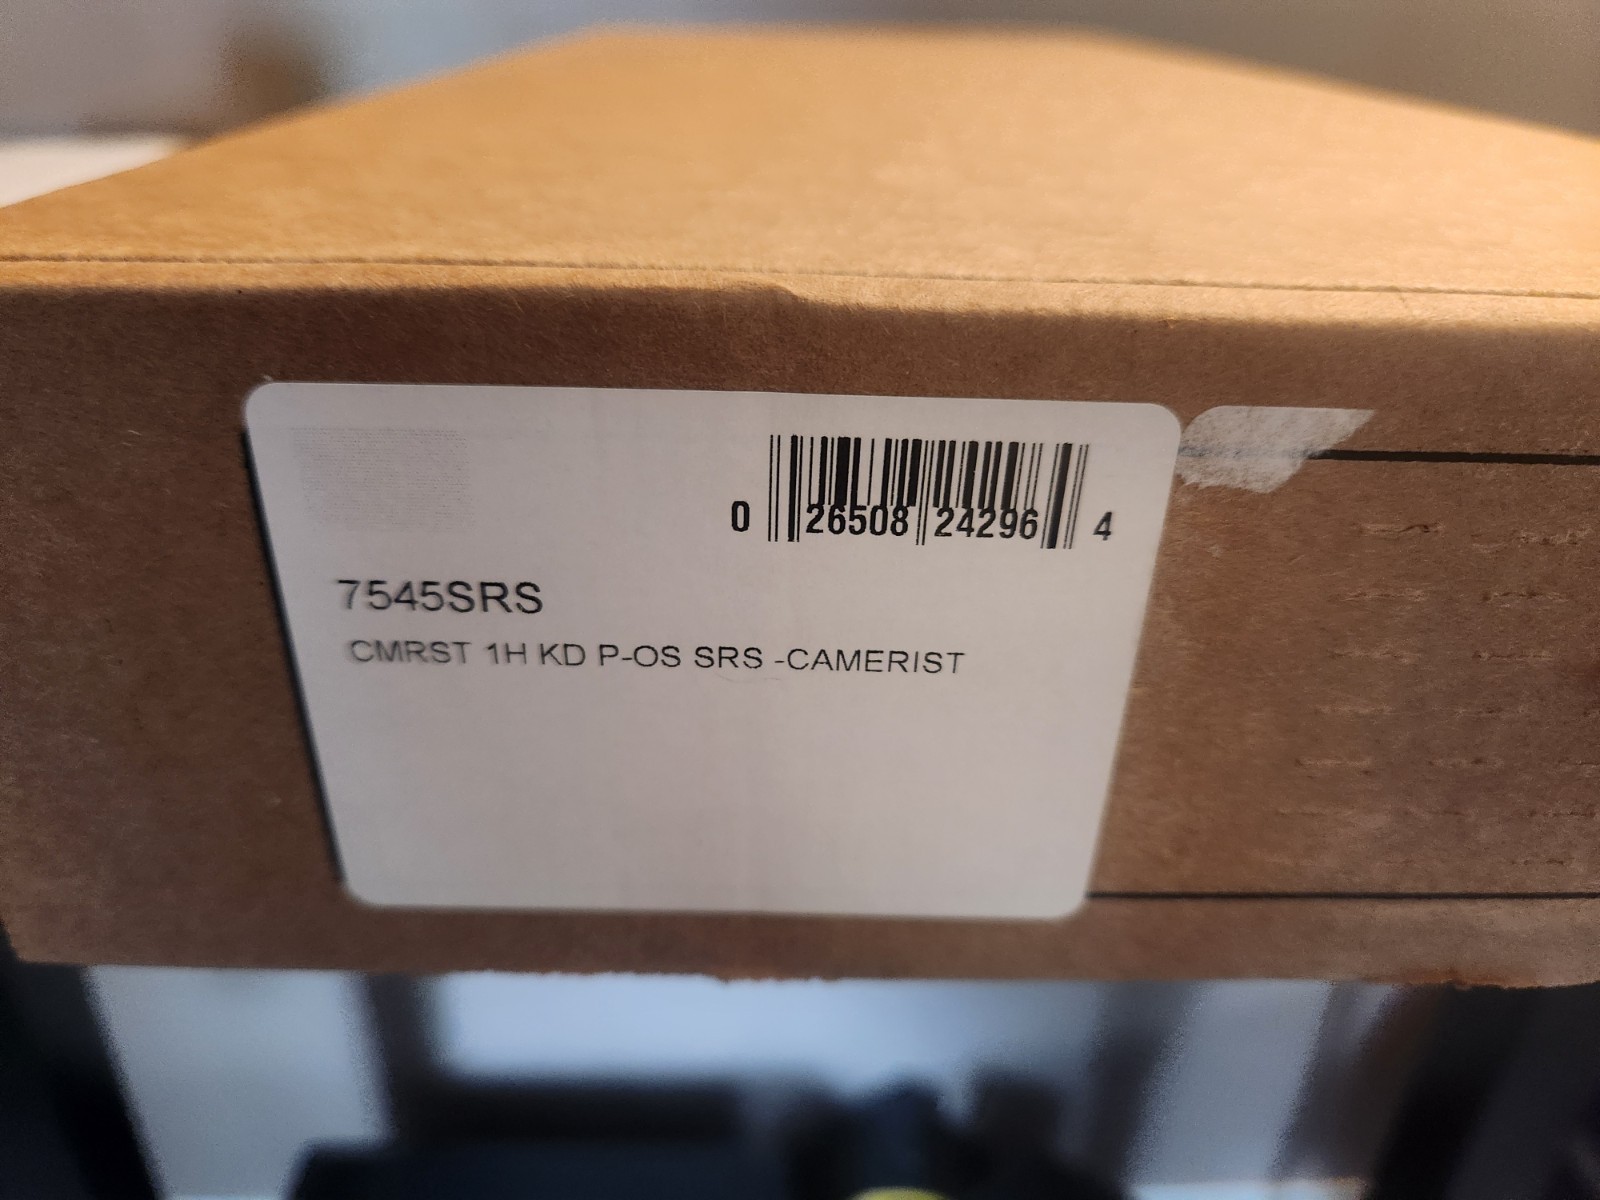 0 26508 24296 4
7545SRS
CMRST 1H KD P-OS SRS -CAMERIST